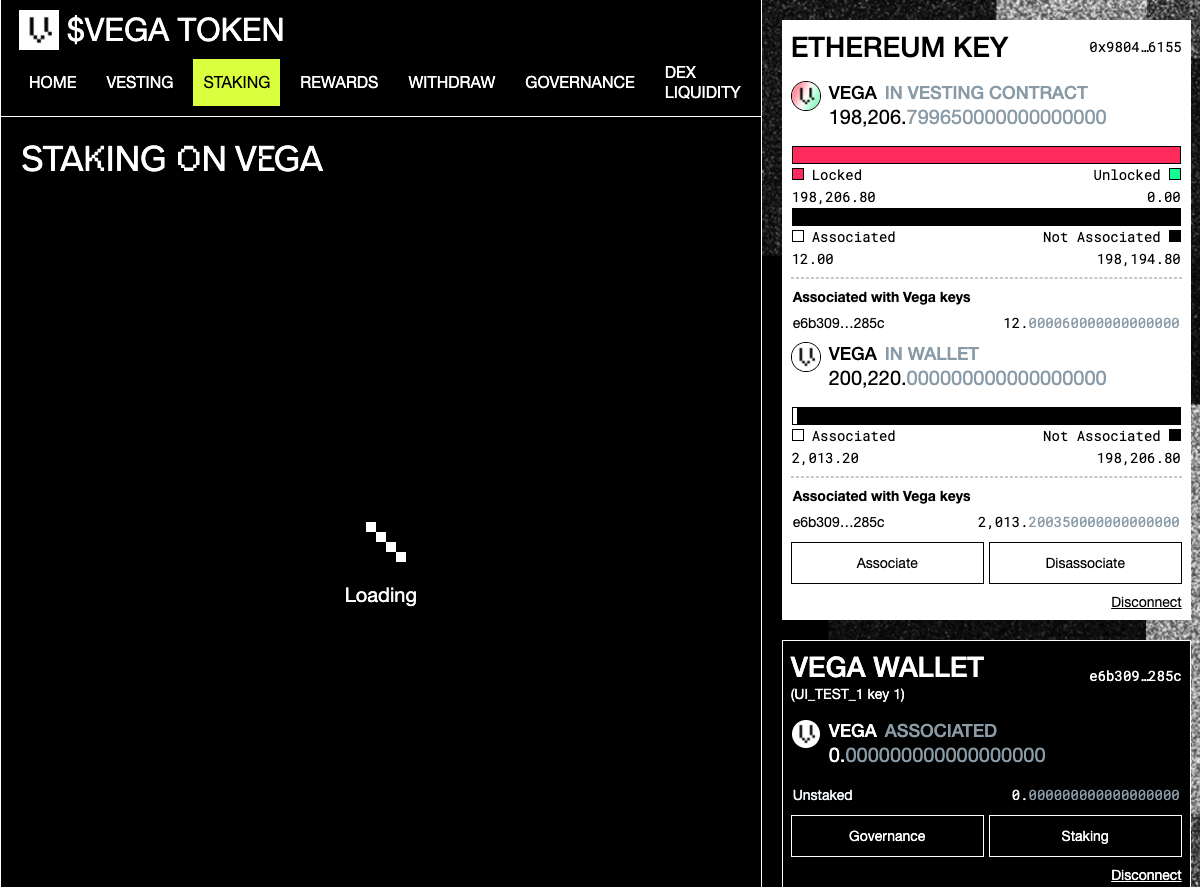 $VEGA TOKEN
HOME VESTING STAKING REWARDS WITHDRAW GOVERNANCE DEX LIQUIDITY
STAKING ON VEGA
Loading
ETHEREUM KEY 0x9804…6155
VEGA IN VESTING CONTRACT
198,206.799650000000000000
Locked Unlocked
198,206.80 0.00
Associated Not Associated
12.00 198,194.80
Associated with Vega keys
e6b309…285c 12.000060000000000000
VEGA IN WALLET
200,220.000000000000000000
Associated Not Associated
2,013.20 198,206.80
Associated with Vega keys
e6b309…285c 2,013.200350000000000000
Associate Disassociate
Disconnect
VEGA WALLET e6b309…285c
(UI_TEST_1 key 1)
VEGA ASSOCIATED
0.000000000000000000
Unstaked 0.000000000000000000
Governance Staking
Disconnect